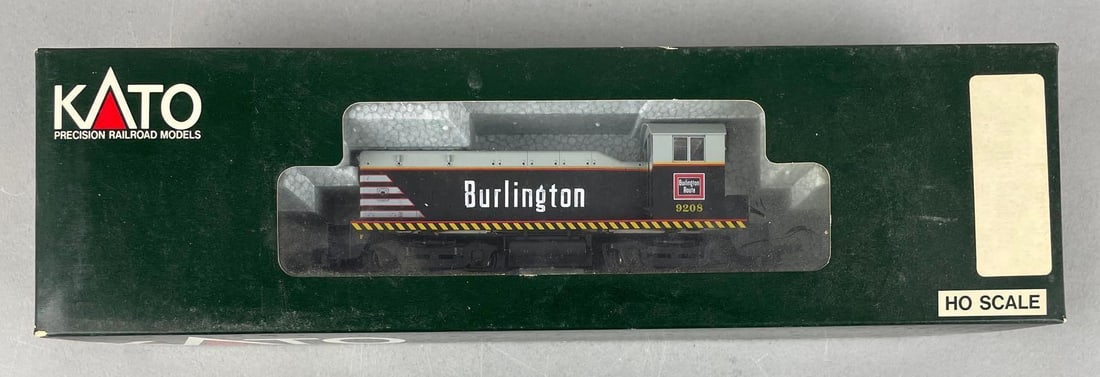 KATO
PRECISION RAILROAD MODELS
Burlington
Burlington
Route
9208
HO SCALE